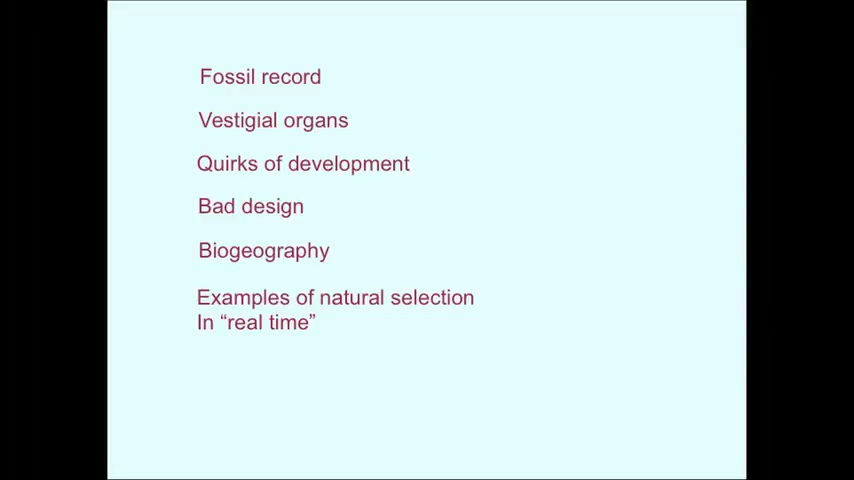 Fossil record
Vestigial organs
Quirks of development
Bad design
Biogeography
Examples of natural selection
In “real time”